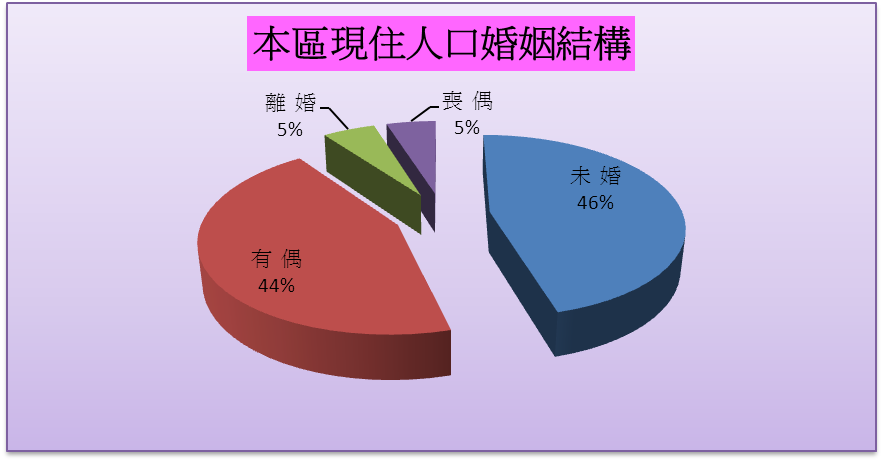 本區現住人口婚姻結構
離 婚
5%
喪 偶
5%
未 婚
46%
有 偶
44%